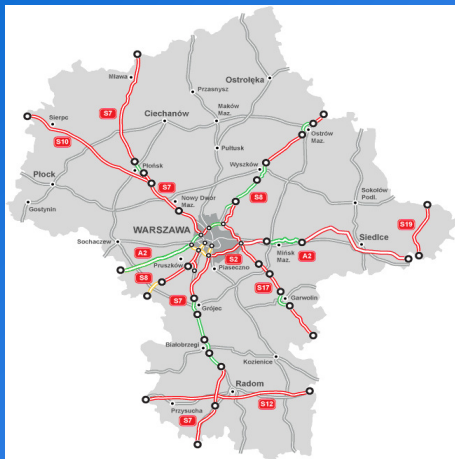 Mława
S7
Przasnysz
Ostrołęka
Sierpc
Ciechanów
Maków
Maz.
S10
Ostrów
Maz.
Pułtusk
Płońsk
Wyszków
Płock
S7
Nowy Dwór
Maz.
S8
Sokołów
Podl.
Gostynin
WARSZAWA
S19
Sochaczew
Siedlce
A2
Mińsk
Maz.
A2
Pruszków
S2
Piaseczno
S8
S17
S7
Garwolin
Grójec
Białobrzegi
Kozienice
Radom
S12
Przysucha
S7